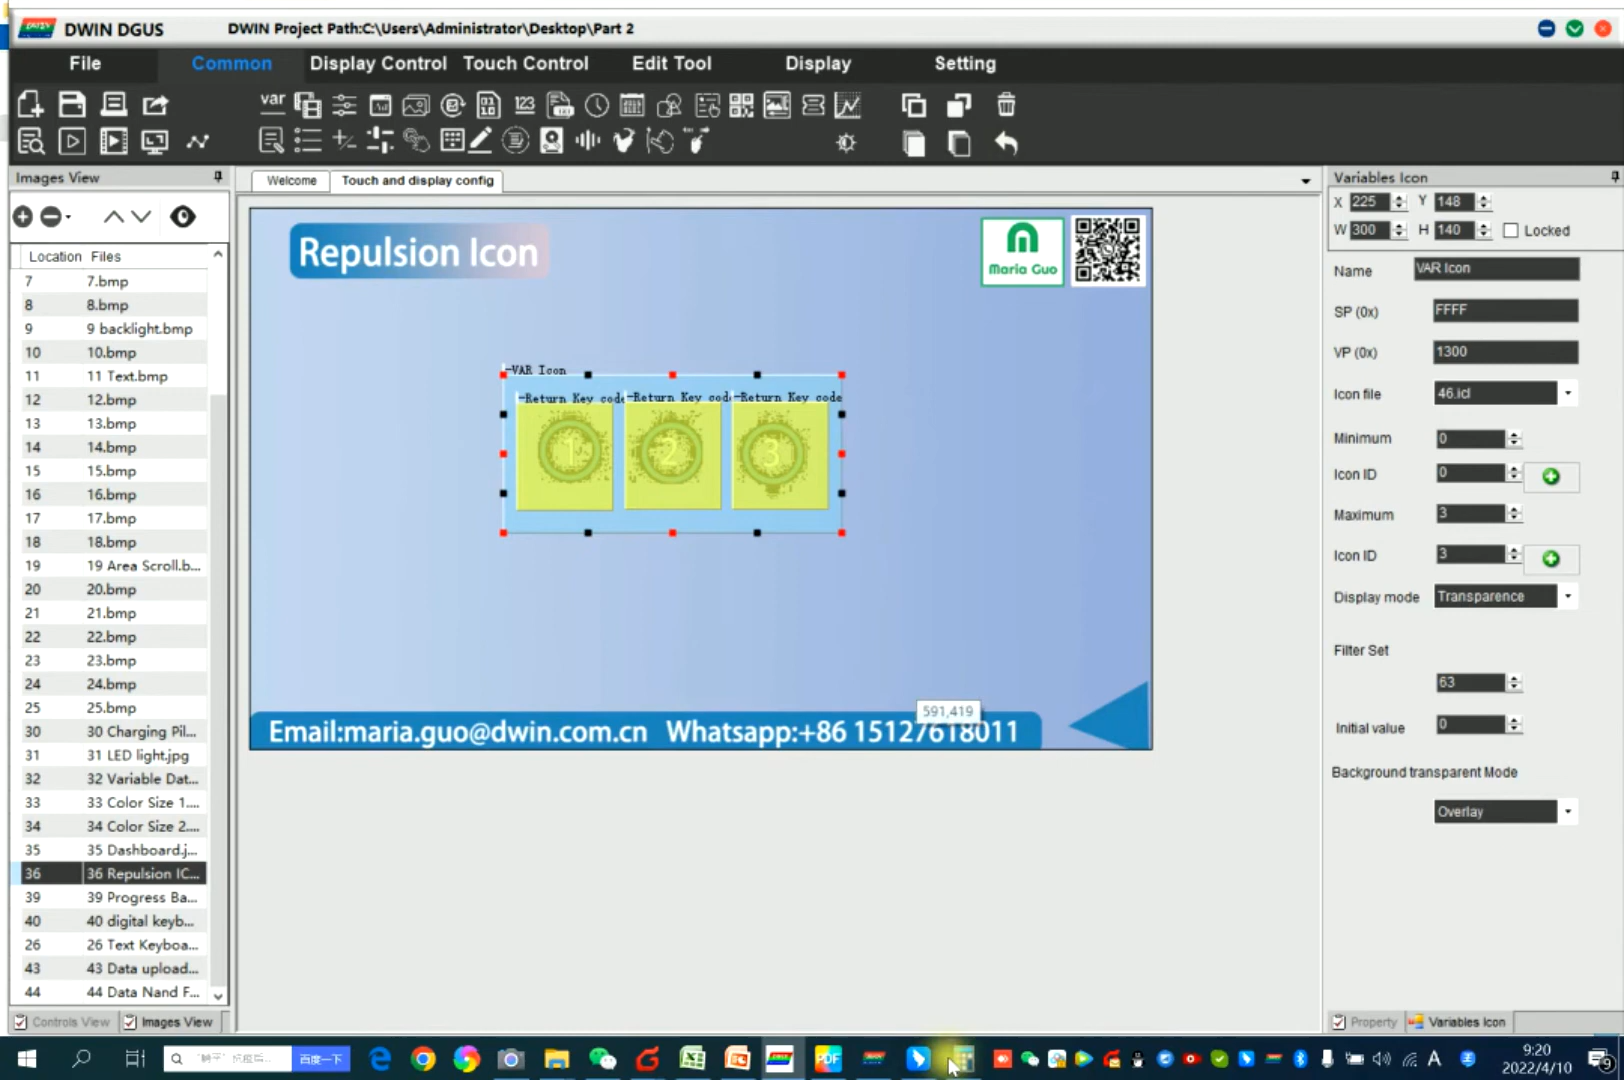 DWIN DGUS
DWIN Project Path:C:\Users\Administrator\Desktop\Part 2
File
Common
Display Control
Touch Control
Edit Tool
Display
Setting
var
123
Images View
Location Files
7 7.bmp
8 8.bmp
9 9 backlight.bmp
10 10.bmp
11 11 Text.bmp
12 12.bmp
13 13.bmp
14 14.bmp
15 15.bmp
16 16.bmp
17 17.bmp
18 18.bmp
19 19 Area Scroll.b...
20 20.bmp
21 21.bmp
22 22.bmp
23 23.bmp
24 24.bmp
25 25.bmp
30 30 Charging Pil...
31 31 LED light.jpg
32 32 Variable Dat...
33 33 Color Size 1....
34 34 Color Size 2....
35 35 Dashboard.j...
36 36 Repulsion IC...
39 39 Progress Ba...
40 40 digital keyb...
26 26 Text Keyboa...
43 43 Data upload...
44 44 Data Nand F...
Controls View
Images View
Welcome
Touch and display config
Repulsion Icon
Maria Guo
-VAR Icon
-Return Key code
-Return Key code
-Return Key code
1
2
3
591,419
Email:maria.guo@dwin.com.cn Whatsapp:+86 15127618011
Variables Icon
X 225 Y 148
W 300 H 140 Locked
Name VAR Icon
SP (0x) FFFF
VP (0x) 1300
Icon file 46.icl
Minimum 0
Icon ID 0
Maximum 3
Icon ID 3
Display mode Transparence
Filter Set
63
Initial value 0
Background transparent Mode
Overlay
Property
Variables Icon
百度一下
PDF
A
9:20
2022/4/10
9